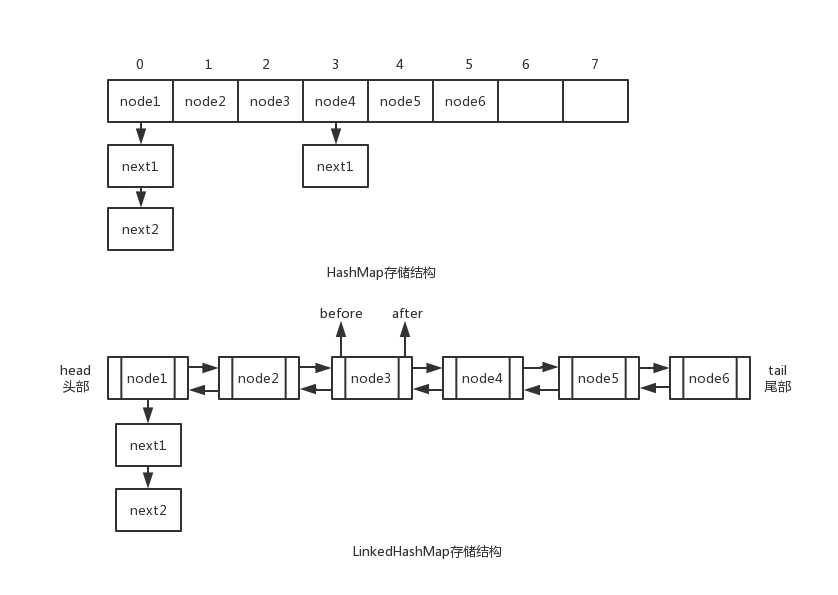 0 1 2 3 4 5 6 7
node1 node2 node3 node4 node5 node6
next1 next1
next2
HashMap存储结构
before after
head
头部
node1 node2 node3 node4 node5 node6
tail
尾部
next1
next2
LinkedHashMap存储结构